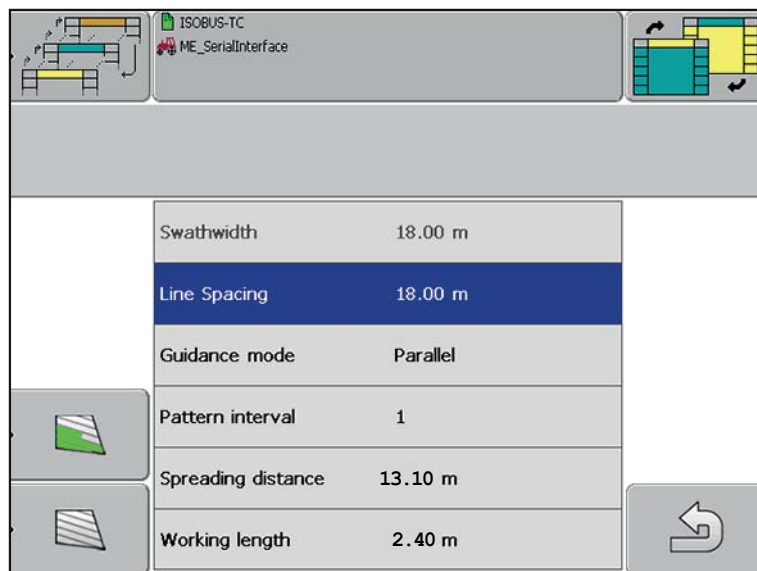 ISOBUS-TC
ME_SerialInterface
Swathwidth 18.00 m
Line Spacing 18.00 m
Guidance mode Parallel
Pattern interval 1
Spreading distance 13.10 m
Working length 2.40 m